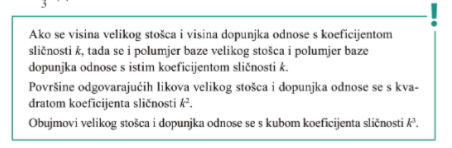 3
!
Ako se visina velikog stošca i visina dopunjka odnose s koeficijentom
sličnosti k, tada se i polumjer baze velikog stošca i polumjer baze
dopunjka odnose s istim koeficijentom sličnosti k.
Površine odgovarajućih likova velikog stošca i dopunjka odnose se s kva-
dratom koeficijenta sličnosti k².
Obujmovi velikog stošca i dopunjka odnose se s kubom koeficijenta sličnosti k³.